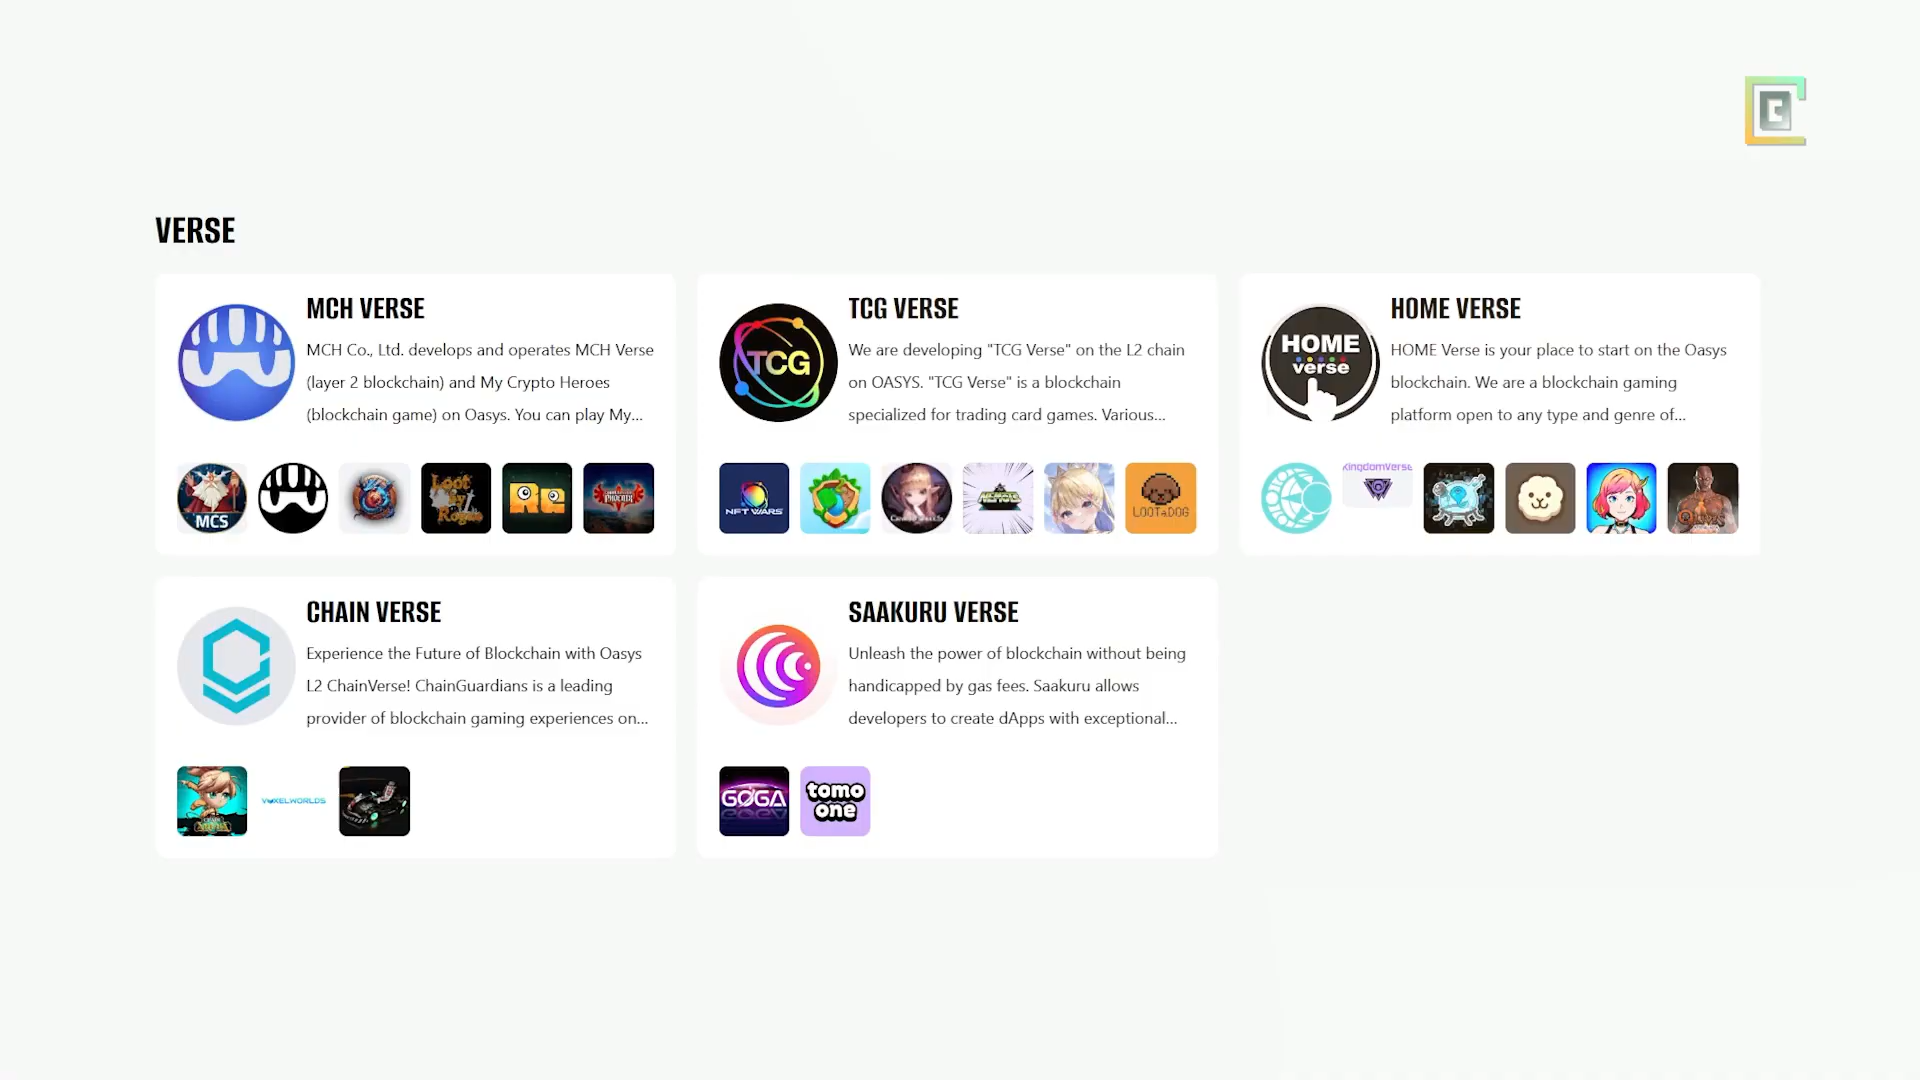 VERSE
MCH VERSE
MCH Co., Ltd. develops and operates MCH Verse
(layer 2 blockchain) and My Crypto Heroes
(blockchain game) on Oasys. You can play My...
MCS
Loot
by
Rogue
TCG
TCG VERSE
We are developing "TCG Verse" on the L2 chain
on OASYS. "TCG Verse" is a blockchain
specialized for trading card games. Various...
NFT WARS
LOOTaDOG
HOME
verse
HOME VERSE
HOME Verse is your place to start on the Oasys
blockchain. We are a blockchain gaming
platform open to any type and genre of...
KingdomVerse
CHAIN VERSE
Experience the Future of Blockchain with Oasys
L2 ChainVerse! ChainGuardians is a leading
provider of blockchain gaming experiences on...
VOXELWORLDS
SAAKURU VERSE
Unleash the power of blockchain without being
handicapped by gas fees. Saakuru allows
developers to create dApps with exceptional...
GOGA
tomo
one